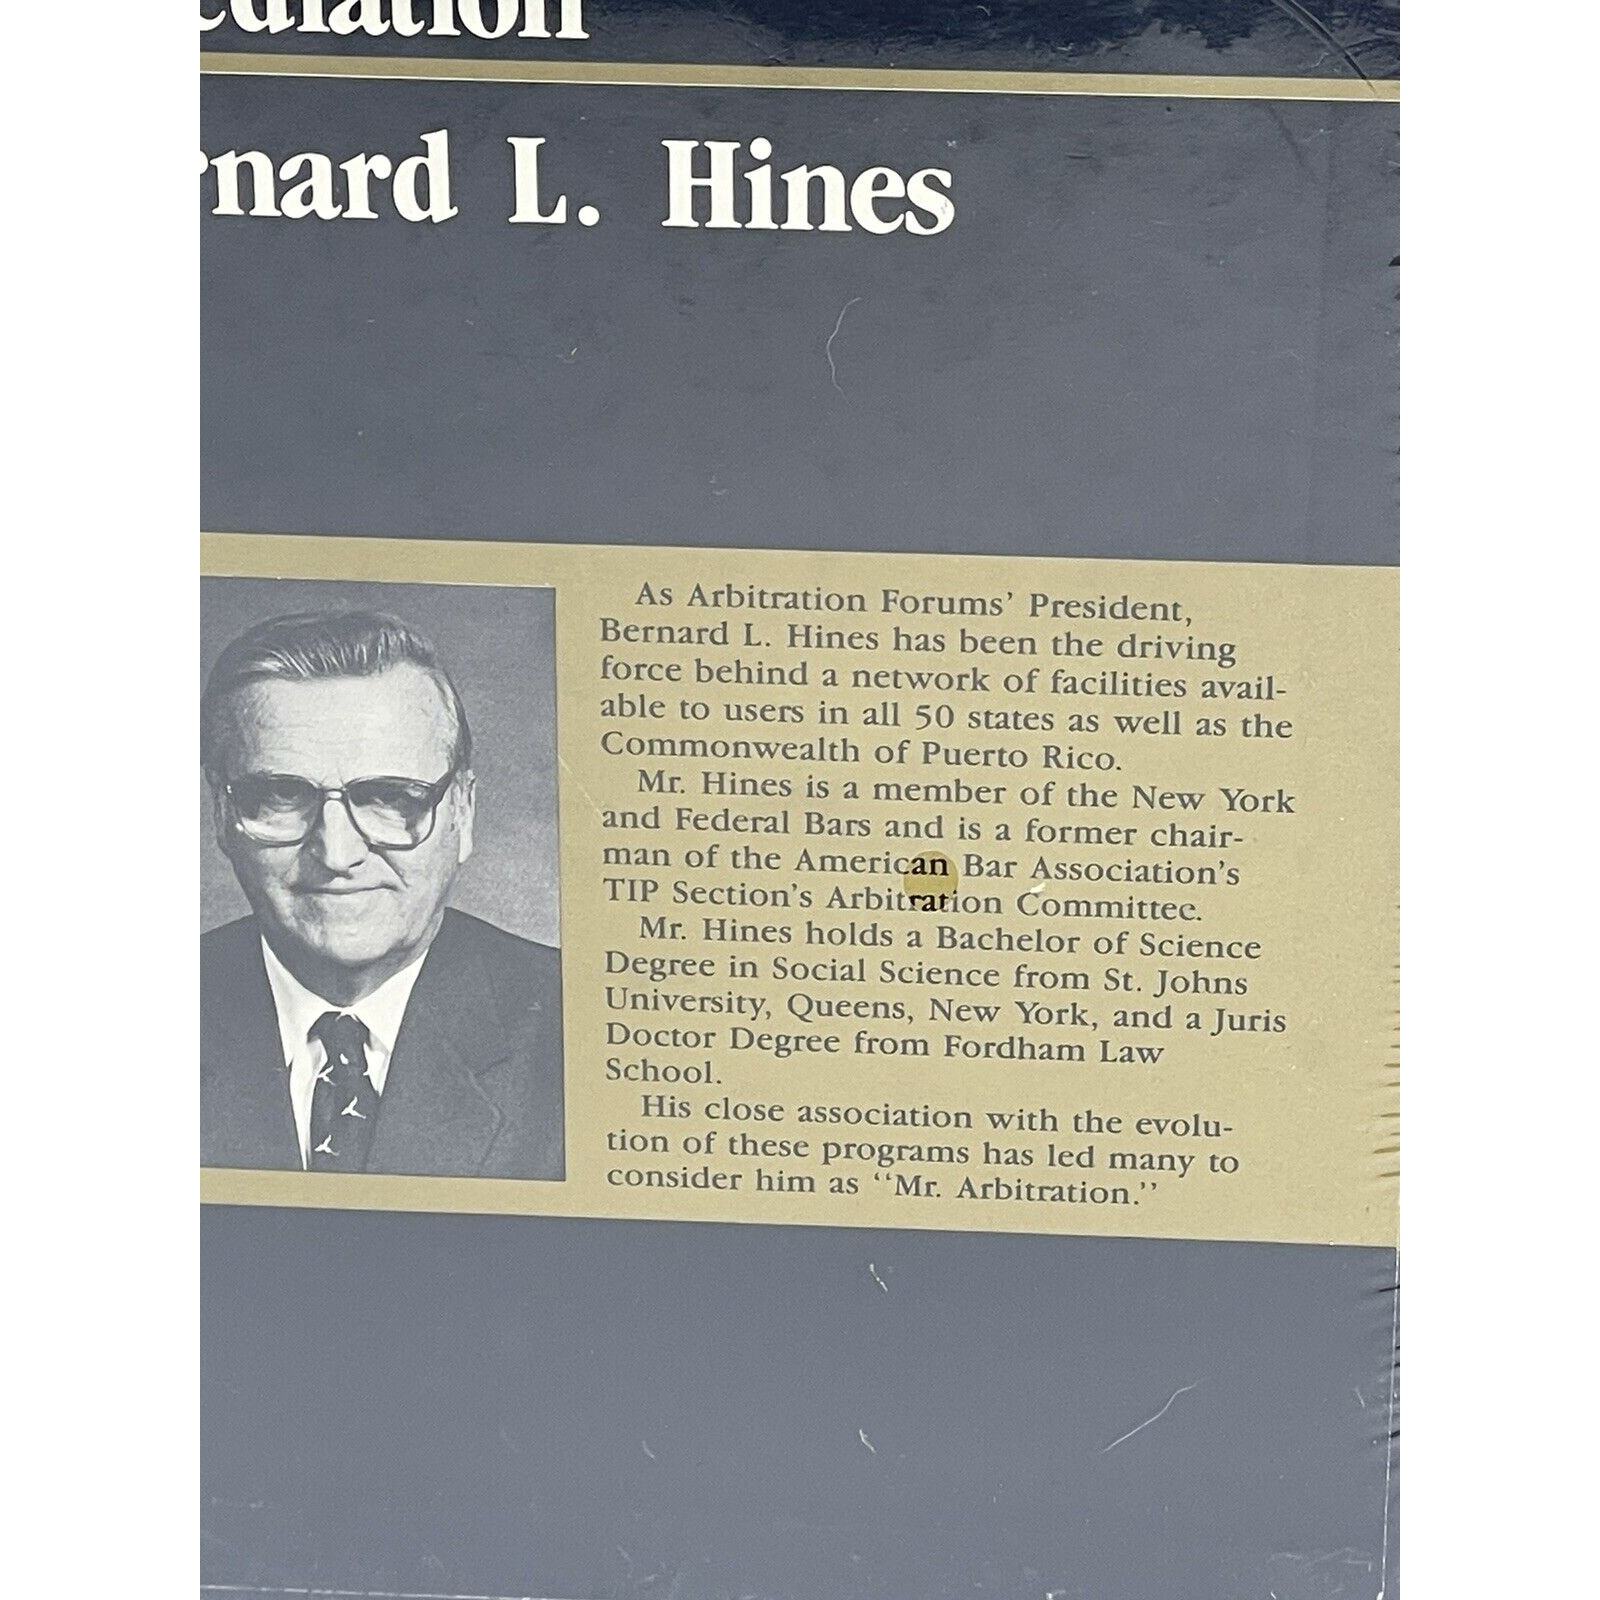 ediation
rnard L. Hines
As Arbitration Forums' President,
Bernard L. Hines has been the driving
force behind a network of facilities avail-
able to users in all 50 states as well as the
Commonwealth of Puerto Rico.
Mr. Hines is a member of the New York
and Federal Bars and is a former chair-
man of the American Bar Association's
TIP Section's Arbitration Committee.
Mr. Hines holds a Bachelor of Science
Degree in Social Science from St. Johns
University, Queens, New York, and a Juris
Doctor Degree from Fordham Law
School.
His close association with the evolu-
tion of these programs has led many to
consider him as "Mr. Arbitration."